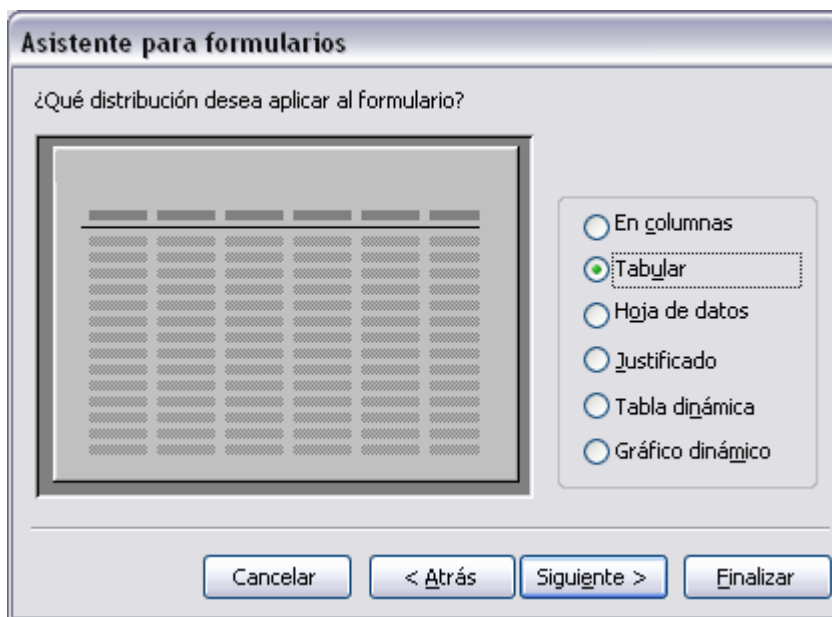 Asistente para formularios
¿Qué distribución desea aplicar al formulario?
En columnas
Tabular
Hoja de datos
Justificado
Tabla dinámica
Gráfico dinámico
Cancelar
< Atrás
Siguiente >
Finalizar